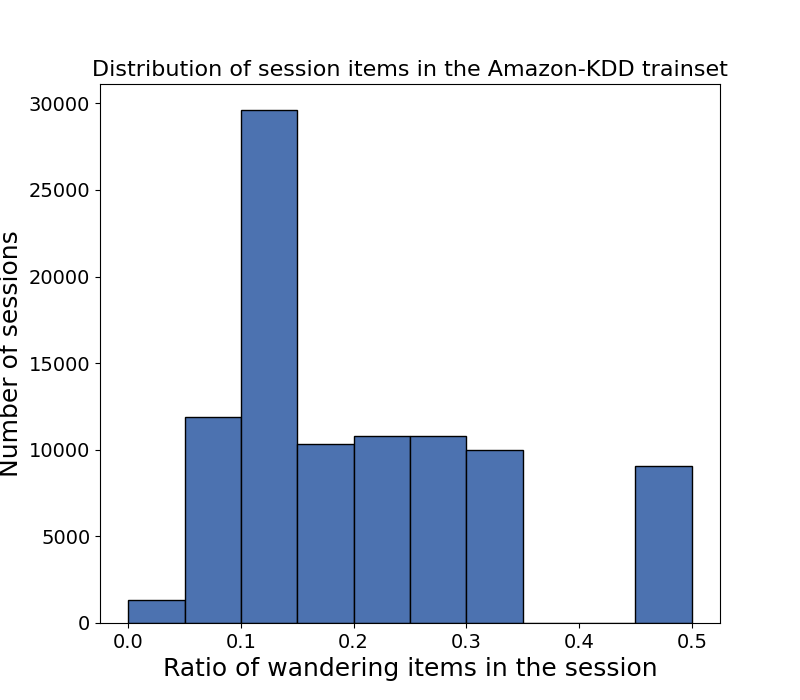 Distribution of session items in the Amazon-KDD trainset
30000
25000
20000
15000
10000
5000
0
Number of sessions
0.0 0.1 0.2 0.3 0.4 0.5
Ratio of wandering items in the session